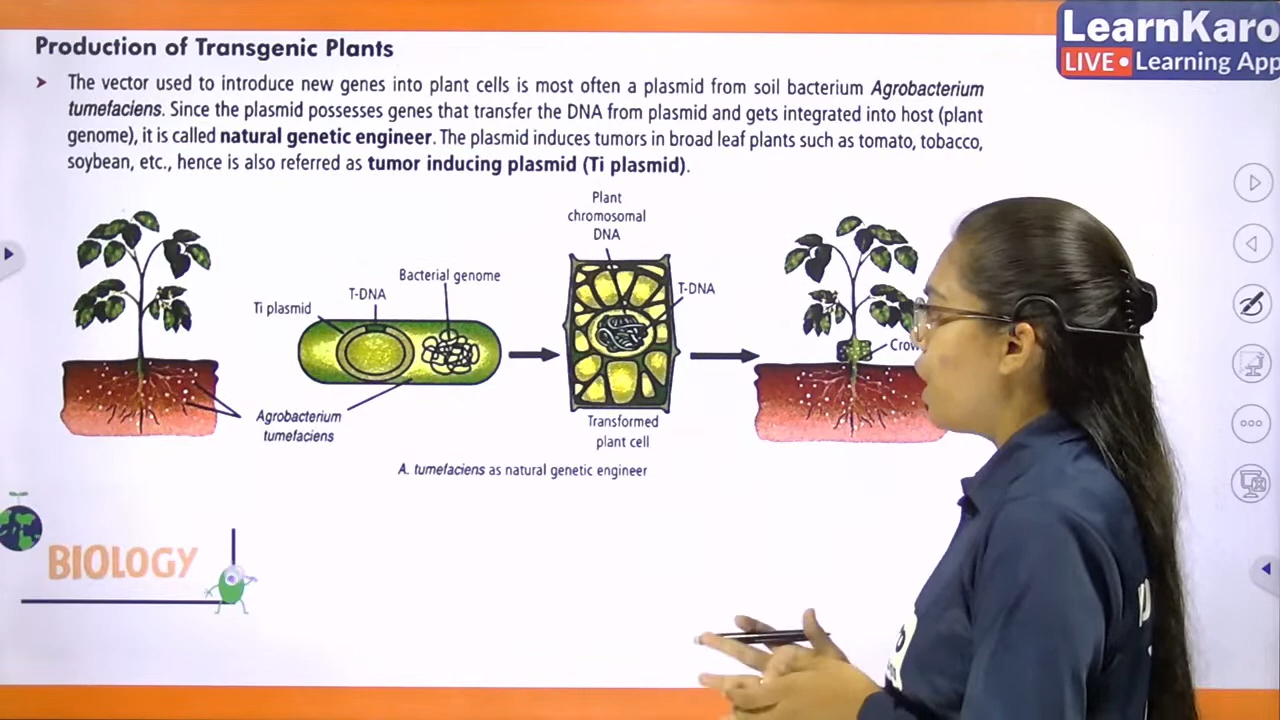 Production of Transgenic Plants
LearnKaro
LIVE • Learning App
➤ The vector used to introduce new genes into plant cells is most often a plasmid from soil bacterium Agrobacterium
tumefaciens. Since the plasmid possesses genes that transfer the DNA from plasmid and gets integrated into host (plant
genome), it is called natural genetic engineer. The plasmid induces tumors in broad leaf plants such as tomato, tobacco,
soybean, etc., hence is also referred as tumor inducing plasmid (Ti plasmid).
Plant
chromosomal
DNA
Bacterial genome
T-DNA
Ti plasmid
T-DNA
Agrobacterium
tumefaciens
Transformed
plant cell
A. tumefaciens as natural genetic engineer
BIOLOGY